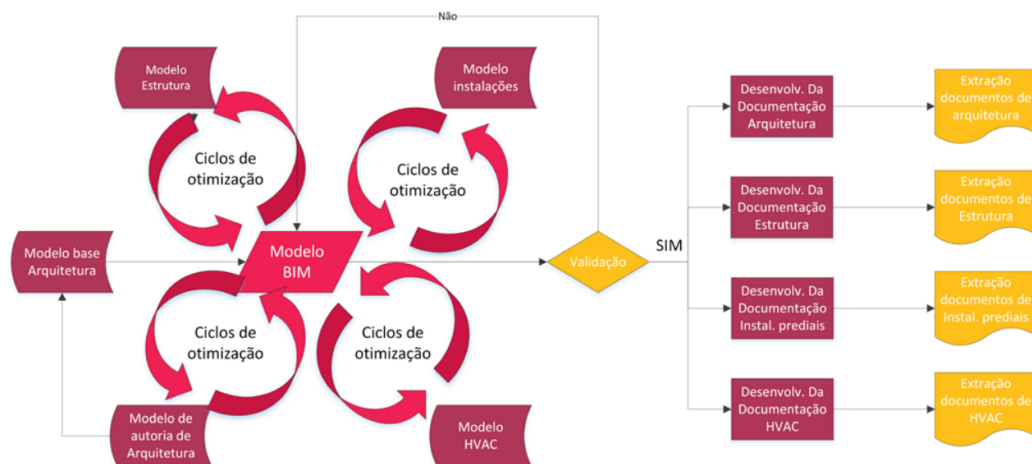 Não
Modelo
Estrutura
Modelo
instalações
Ciclos de
otimização
Ciclos de
otimização
Modelo base
Arquitetura
Modelo
BIM
Validação
SIM
Ciclos de
otimização
Ciclos de
otimização
Modelo de
autoria de
Arquitetura
Modelo
HVAC
Desenvolv. Da
Documentação
Arquitetura
Extração
documentos de
arquitetura
Desenvolv. Da
Documentação
Estrutura
Extração
documentos de
Estrutura
Desenvolv. Da
Documentação
Instal. prediais
Extração
documentos de
Instal. prediais
Desenvolv. Da
Documentação
HVAC
Extração
documentos de
HVAC